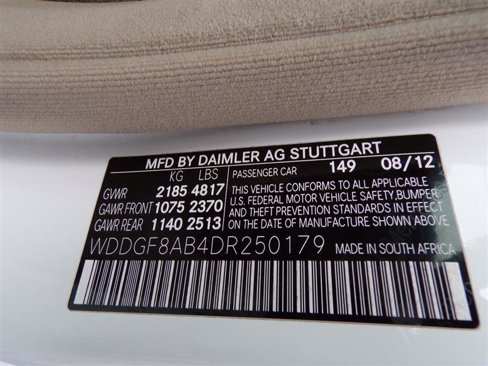 MFD BY DAIMLER AG STUTTGART
KG LBS PASSENGER CAR 149 08/12
GVWR 2185 4817
GAWR FRONT 1075 2370
GAWR REAR 1140 2513
THIS VEHICLE CONFORMS TO ALL APPLICABLE
U.S. FEDERAL MOTOR VEHICLE SAFETY, BUMPER,
AND THEFT PREVENTION STANDARDS IN EFFECT
ON THE DATE OF MANUFACTURE SHOWN ABOVE.
WDDGF8AB4DR250179 MADE IN SOUTH AFRICA